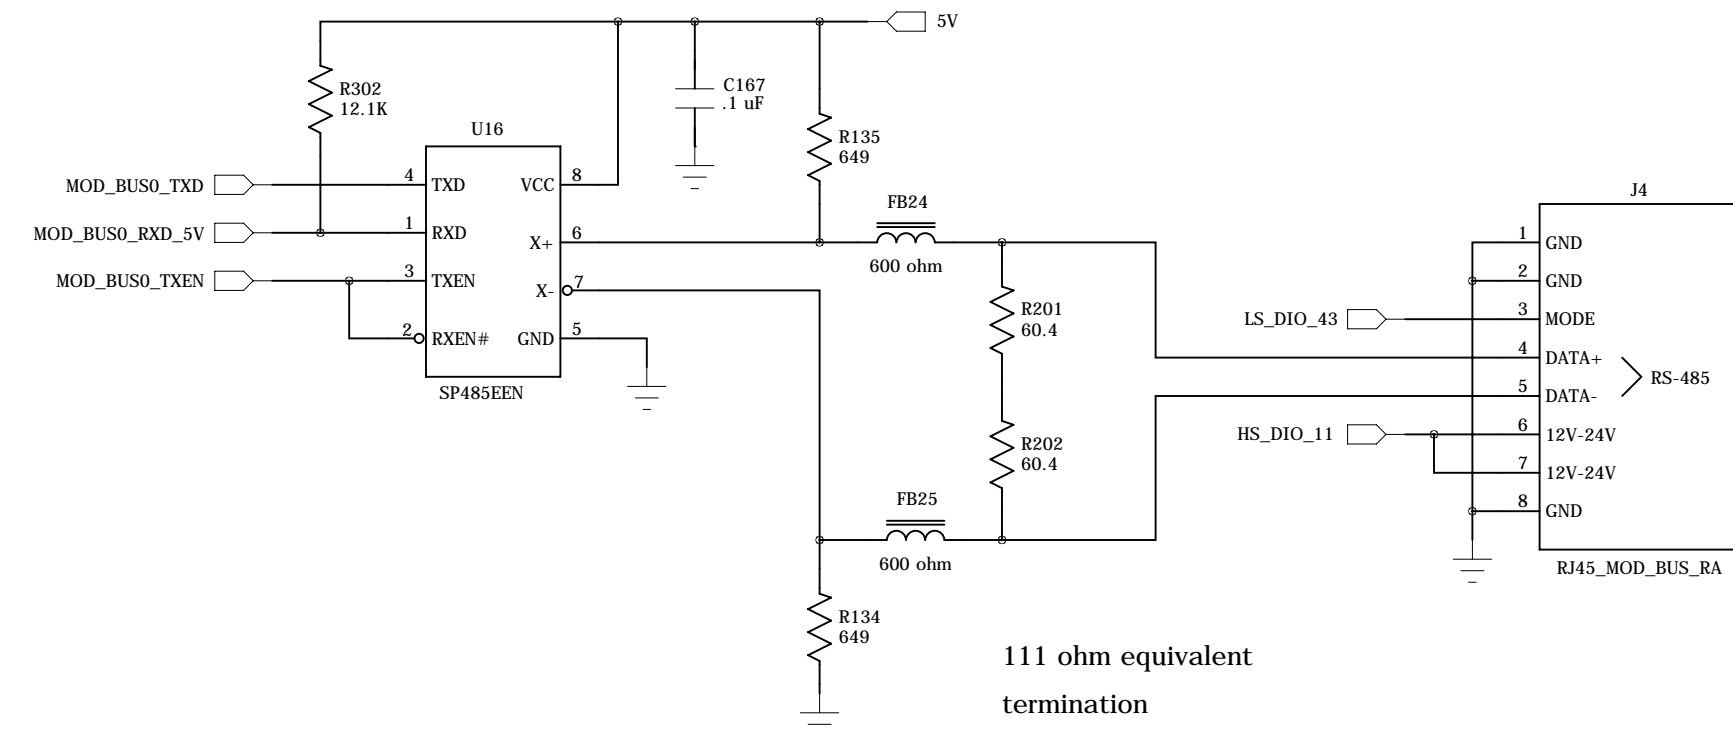 5V
R302
12.1K
C167
.1 uF
R135
649
U16
MOD_BUS0_TXD
4
TXD
VCC
8
MOD_BUS0_RXD_5V
1
RXD
X+
6
MOD_BUS0_TXEN
3
TXEN
X-
7
2
RXEN#
GND
5
SP485EEN
FB24
600 ohm
R201
60.4
R202
60.4
FB25
600 ohm
R134
649
J4
1
GND
2
GND
LS_DIO_43
3
MODE
4
DATA+
RS-485
5
DATA-
HS_DIO_11
6
12V-24V
7
12V-24V
8
GND
RJ45_MOD_BUS_RA
111 ohm equivalent
termination